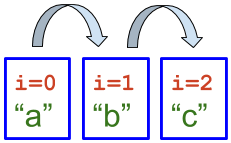 i=0
“a”
i=1
“b”
i=2
“c”